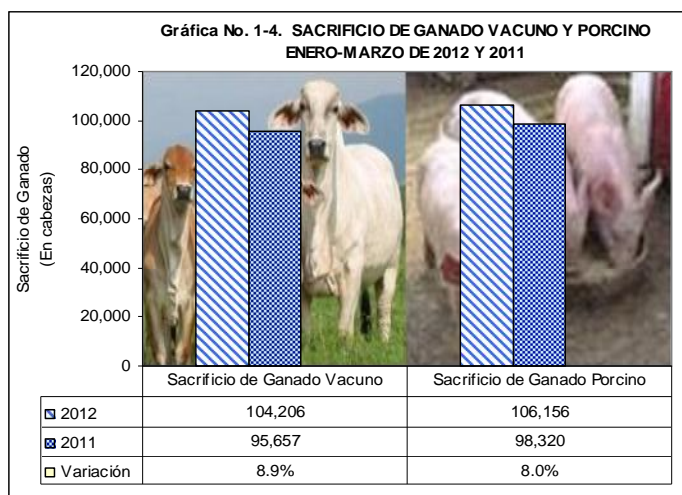 Gráfica No. 1-4. SACRIFICIO DE GANADO VACUNO Y PORCINO
ENERO-MARZO DE 2012 Y 2011
Sacrificio de Ganado
(En cabezas)
120,000
100,000
80,000
60,000
40,000
20,000
0
Sacrificio de Ganado Vacuno Sacrificio de Ganado Porcino
2012 104,206 106,156
2011 95,657 98,320
Variación 8.9% 8.0%